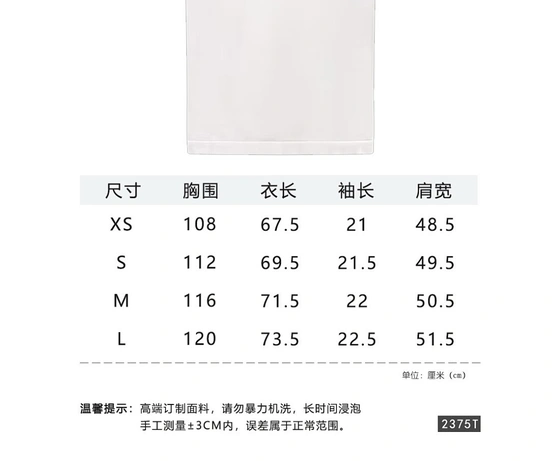 尺寸 胸围 衣长 袖长 肩宽
XS 108 67.5 21 48.5
S 112 69.5 21.5 49.5
M 116 71.5 22 50.5
L 120 73.5 22.5 51.5
单位：厘米（cm）
温馨提示：高端订制面料，请勿暴力机洗，长时间浸泡
手工测量±3CM内，误差属于正常范围。
2375T